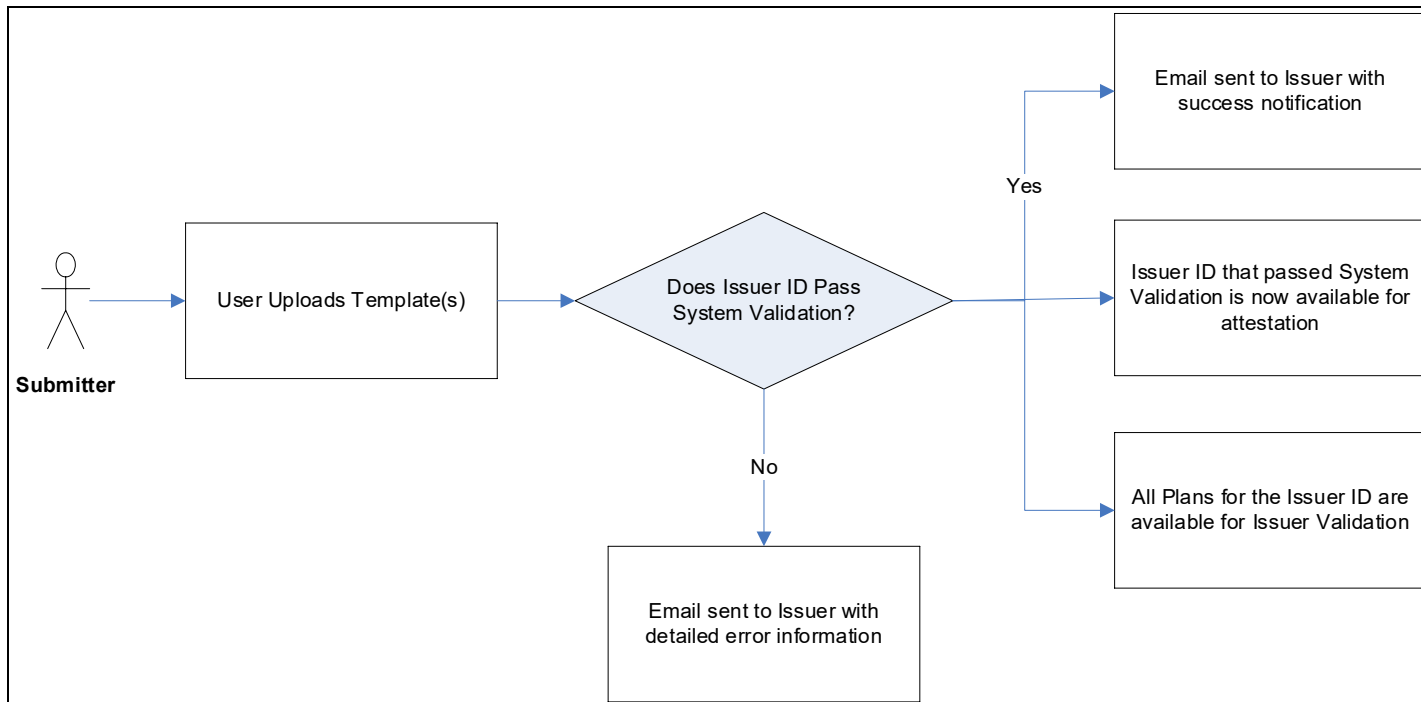 Email sent to Issuer with
success notification
Yes
Submitter
User Uploads Template(s)
Does Issuer ID Pass
System Validation?
Issuer ID that passed System
Validation is now available for
attestation
No
All Plans for the Issuer ID are
available for Issuer Validation
Email sent to Issuer with
detailed error information